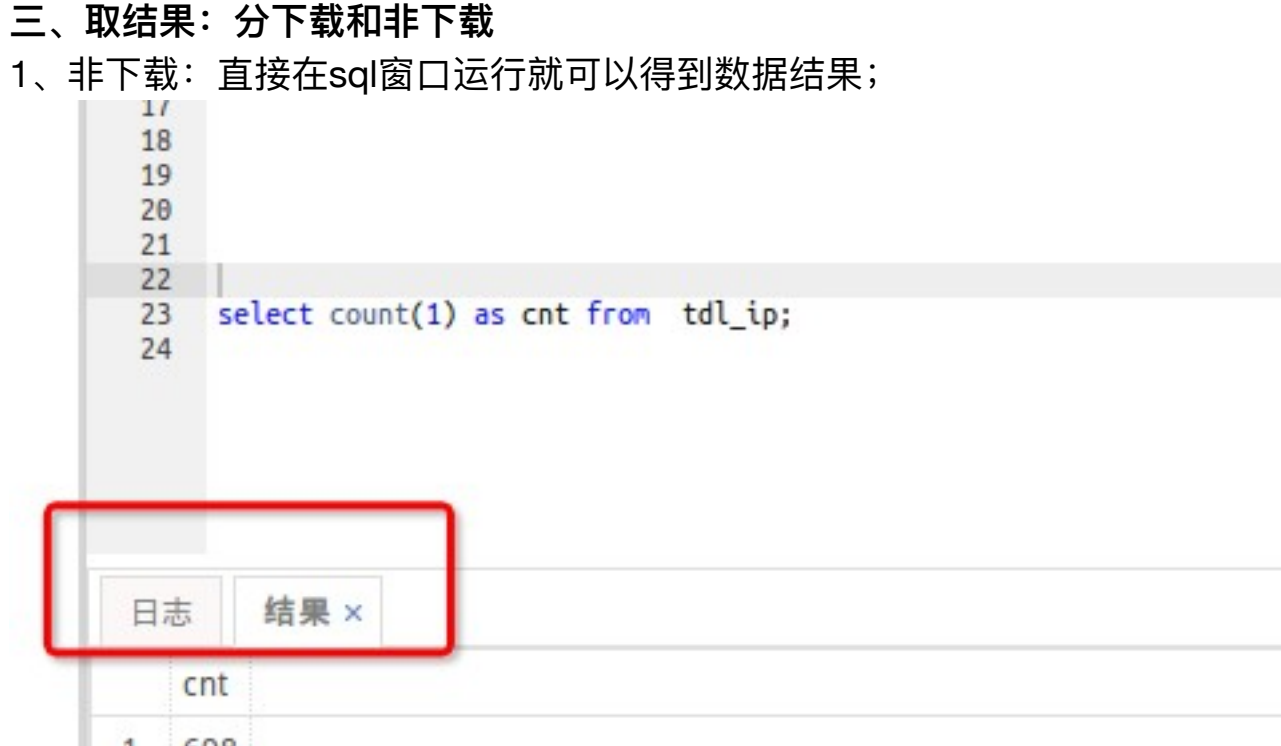 三、取结果：分下载和非下载
1、非下载：直接在sql窗口运行就可以得到数据结果；
17
18
19
20
21
22
23 select count(1) as cnt from  tdl_ip;
24
日志 结果 ×
cnt
1